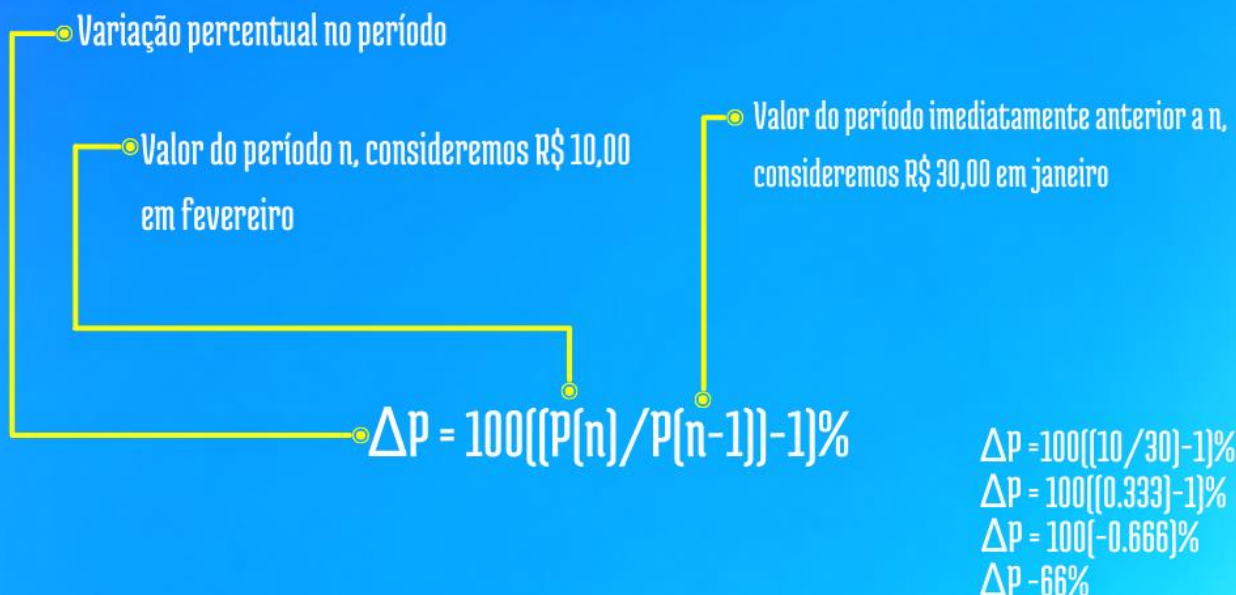 Variação percentual no período
Valor do período n, consideremos R$ 10,00
em fevereiro
Valor do período imediatamente anterior a n,
consideremos R$ 30,00 em janeiro
ΔP = 100((P(n)/P(n-1))-1)%
ΔP =100((10/30)-1)%
ΔP = 100((0.333)-1)%
ΔP = 100(-0.666)%
ΔP -66%